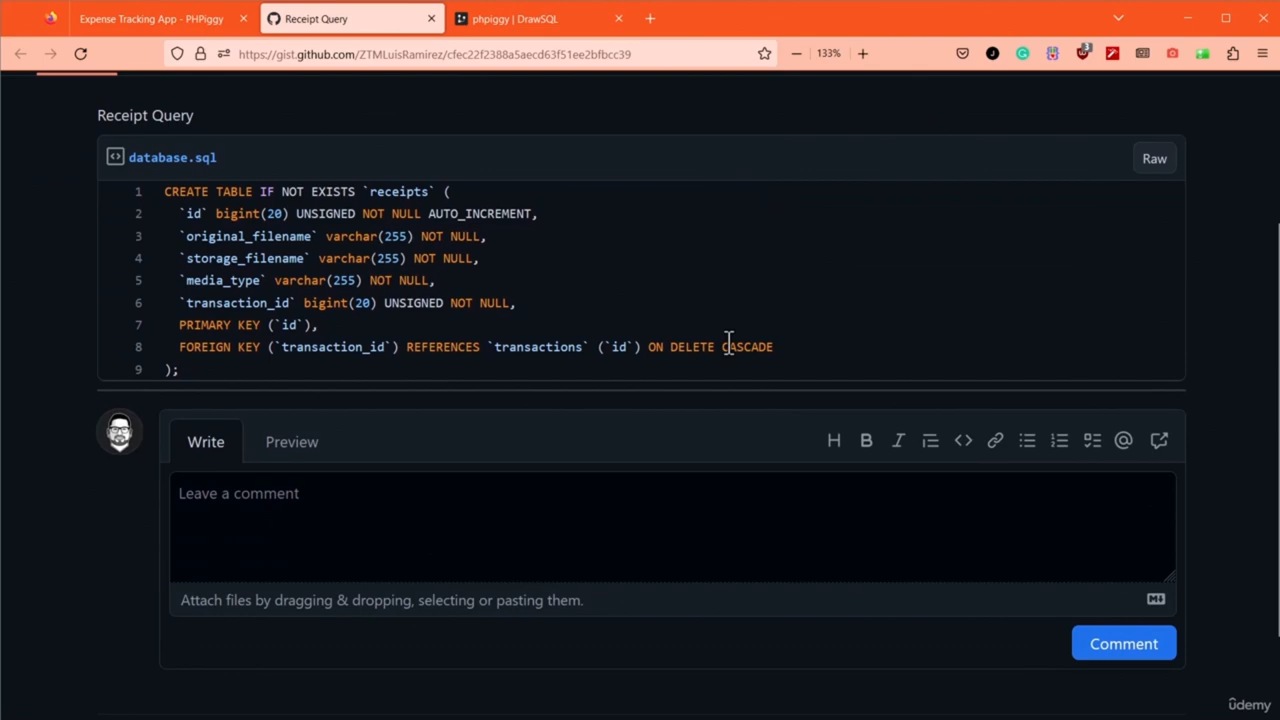 Expense Tracking App - PHPiggy
Receipt Query
phpiggy | DrawSQL
https://gist.github.com/ZTMLuisRamirez/cfec22f2388a5aecd63f51ee2bfbcc39
133%
3
Receipt Query
database.sql
Raw
1 CREATE TABLE IF NOT EXISTS `receipts` (
2 `id` bigint(20) UNSIGNED NOT NULL AUTO_INCREMENT,
3 `original_filename` varchar(255) NOT NULL,
4 `storage_filename` varchar(255) NOT NULL,
5 `media_type` varchar(255) NOT NULL,
6 `transaction_id` bigint(20) UNSIGNED NOT NULL,
7 PRIMARY KEY (`id`),
8 FOREIGN KEY (`transaction_id`) REFERENCES `transactions` (`id`) ON DELETE CASCADE
9 );
Write
Preview
Leave a comment
Attach files by dragging & dropping, selecting or pasting them.
Comment
ûdemy